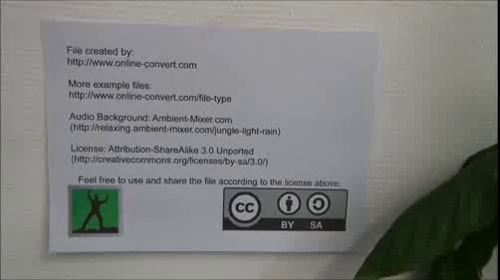 File created by:
http://www.online-convert.com
More example files:
http://www.online-convert.com/file-type
Audio Background: Ambient-Mixer.com
(http://relaxing.ambient-mixer.com/jungle-light-rain)
License: Attribution-ShareAlike 3.0 Unported
(http://creativecommons.org/licenses/by-sa/3.0/)
Feel free to use and share the file according to the license above.
cc
BY SA